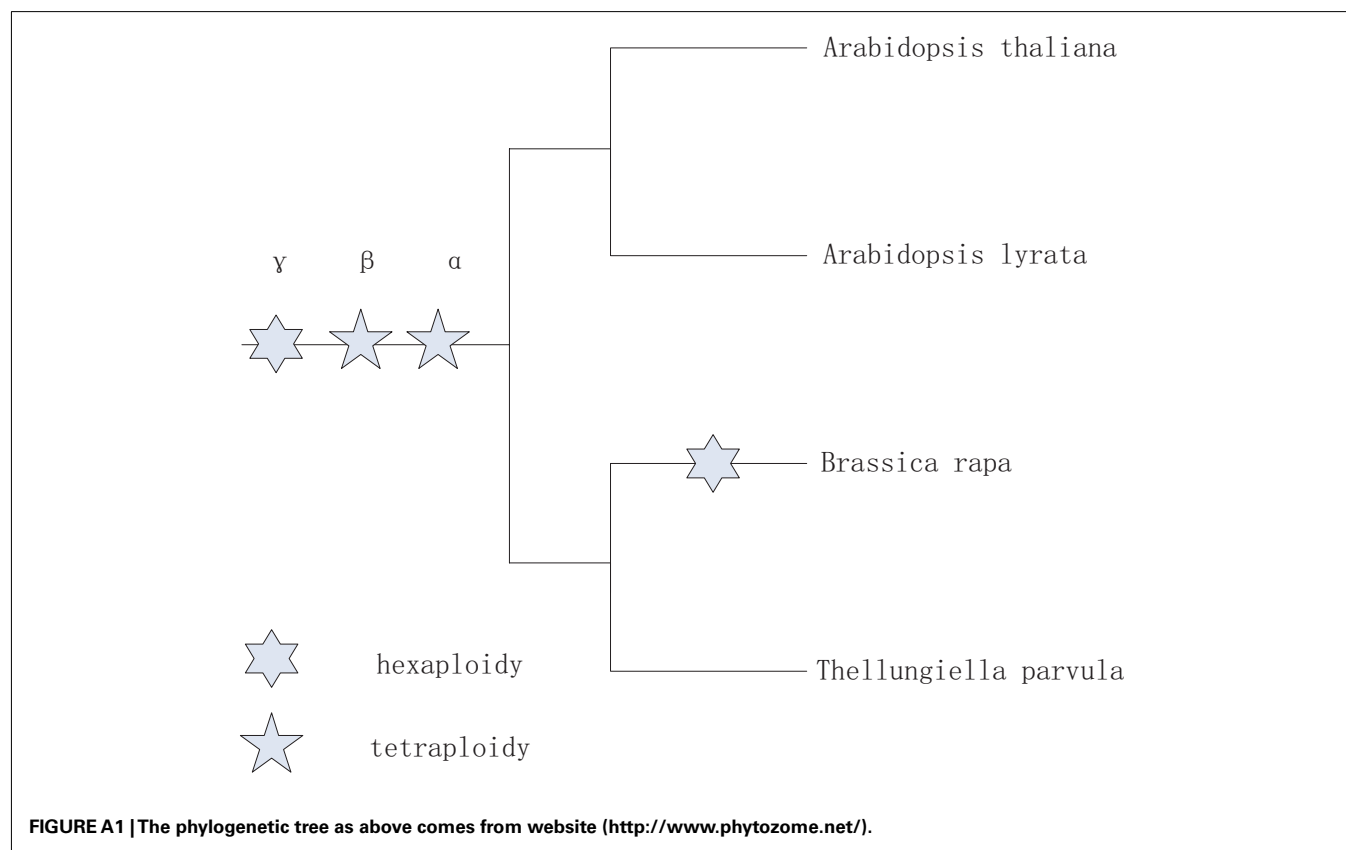 Arabidopsis thaliana
Arabidopsis lyrata
γ β α
Brassica rapa
Thellungiella parvula
hexaploidy
tetraploidy
FIGURE A1 | The phylogenetic tree as above comes from website (http://www.phytozome.net/).